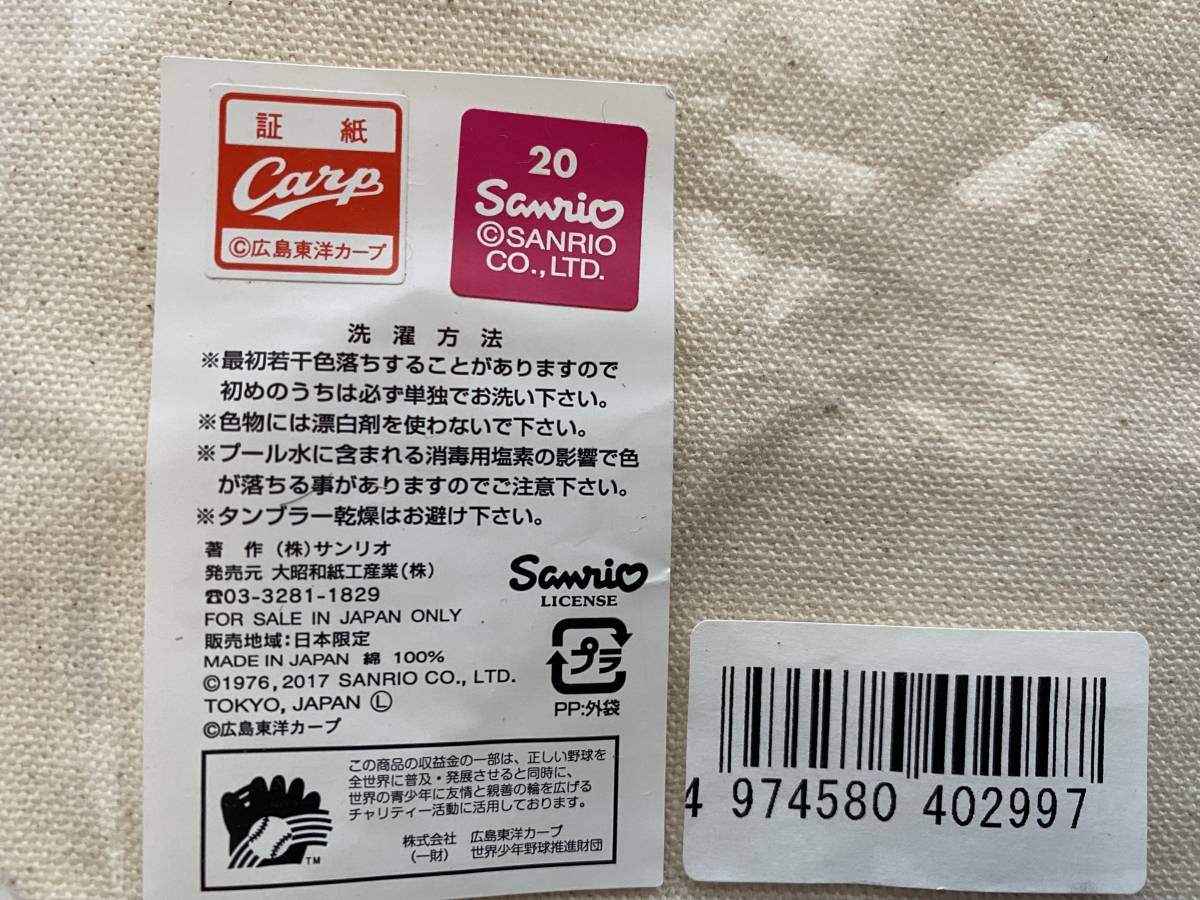 証 紙
Carp
©広島東洋カープ
20
Sanrio
©SANRIO
CO.,LTD.
洗濯方法
※最初若干色落ちすることがありますので
初めのうちは必ず単独でお洗い下さい。
※色物には漂白剤を使わないで下さい。
※プール水に含まれる消毒用塩素の影響で色
が落ちる事がありますのでご注意下さい。
※タンブラー乾燥はお避け下さい。
著 作 (株)サンリオ
発売元 大昭和紙工産業(株)
☎03-3281-1829
FOR SALE IN JAPAN ONLY
販売地域:日本限定
MADE IN JAPAN 綿 100%
©1976,2017 SANRIO CO., LTD.
TOKYO, JAPAN Ⓛ
©広島東洋カープ
Sanrio
LICENSE
プラ
PP:外袋
この商品の収益金の一部は、正しい野球を
全世界に普及・発展させると同時に、
世界の青少年に友情と親善の輪を広げる
チャリティー活動に活用しております。
株式会社 広島東洋カープ
(一財) 世界少年野球推進財団
TM
4 974580 402997